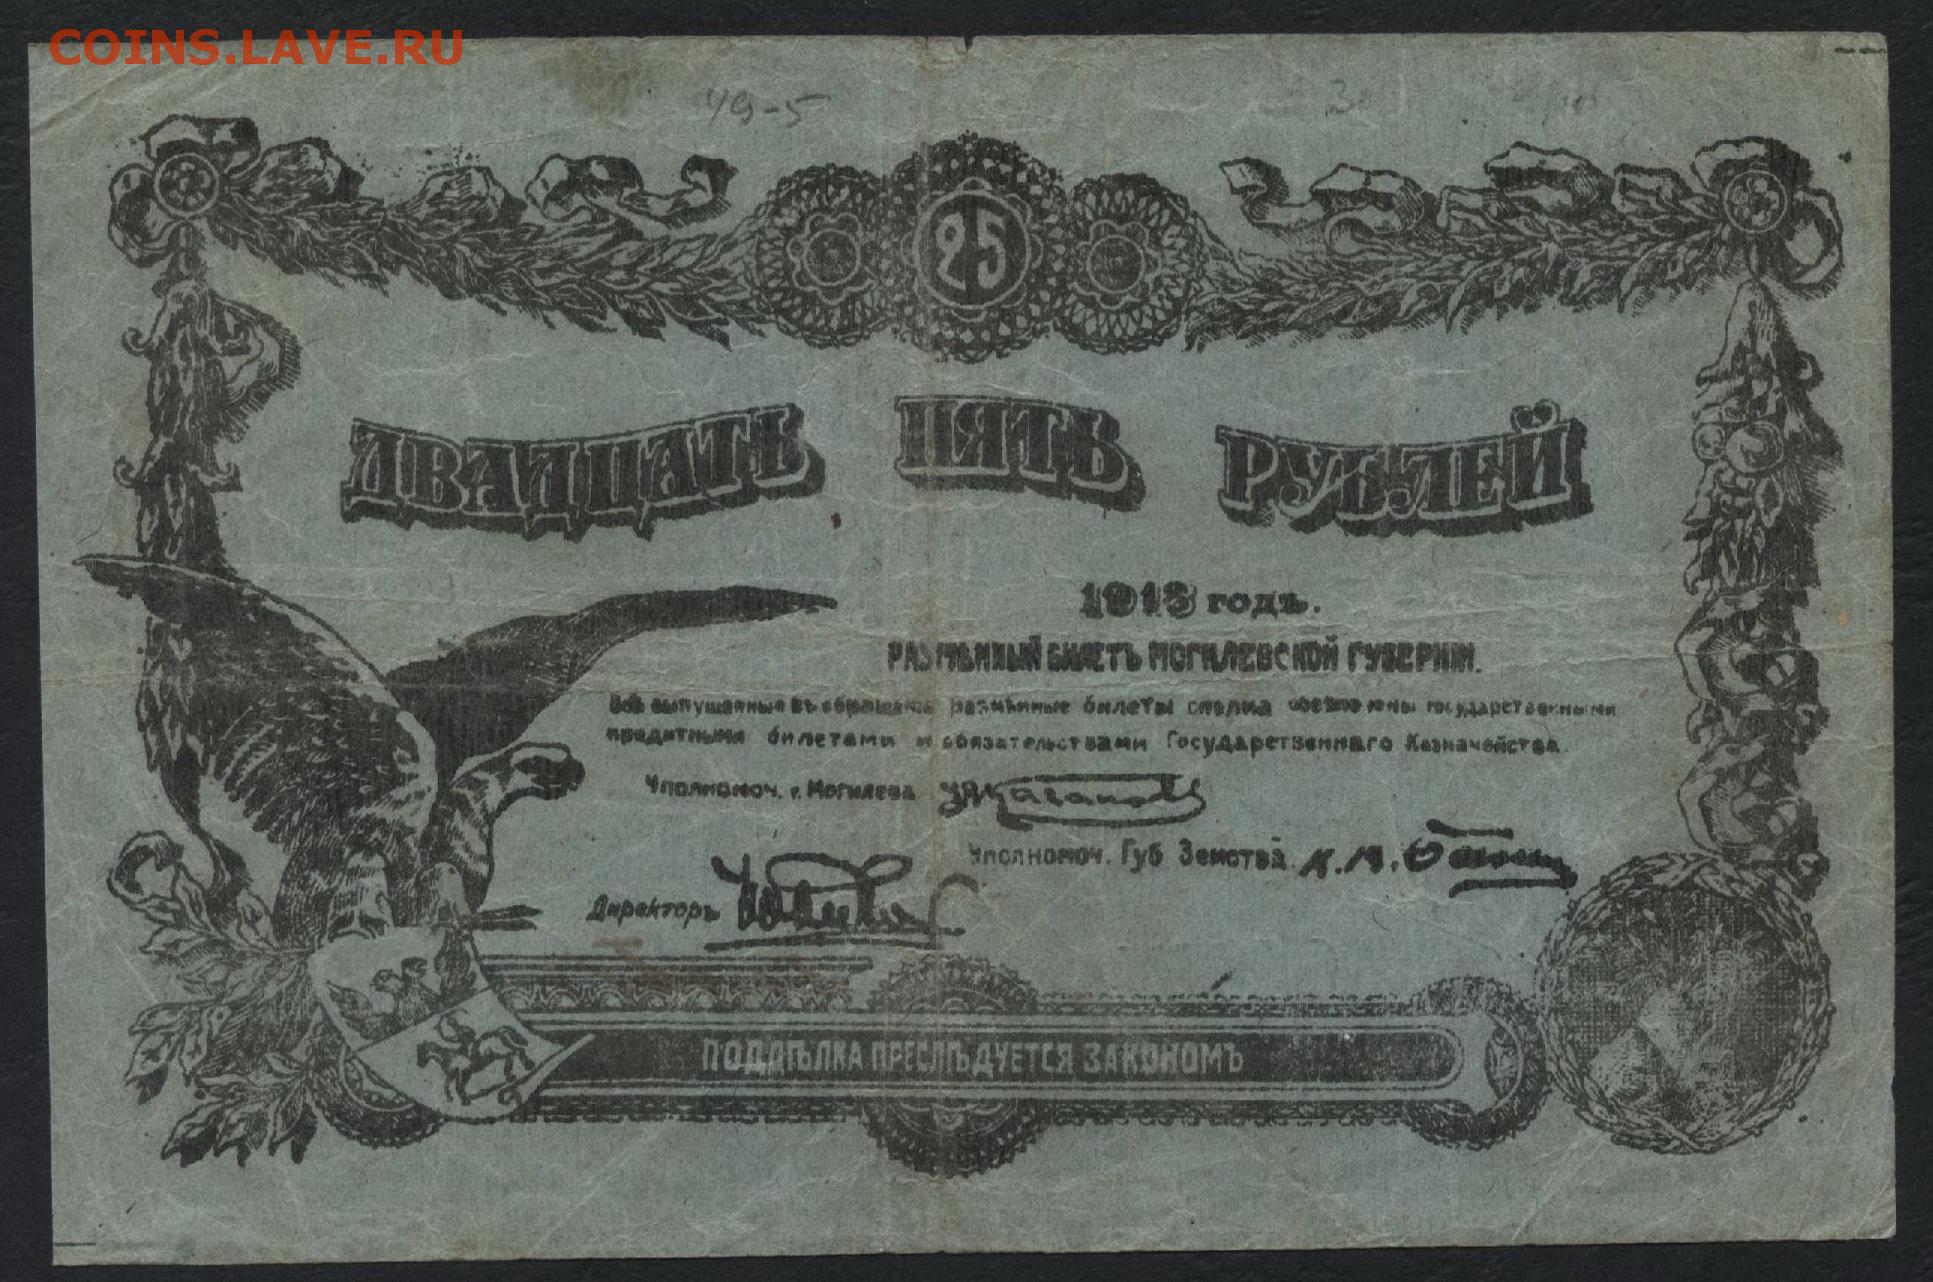 COINS.LAVE.RU
25
ДВАДЦАТЬ ПЯТЬ РУБЛЕЙ
1918 годъ.
РАЗМѢННЫЙ БИЛЕТЪ МОГИЛЕВСКОЙ ГУБЕРНІИ.
Всѣ выпущенные въ обращеніе размѣнные билеты сполна обезпечены государственными
кредитными билетами и обязательствами Государственнаго Казначейства.
Уполномоч. г. Могилева
Уполномоч. Губ Земства
Директоръ
ПОДДѢЛКА ПРЕСЛѢДУЕТСЯ ЗАКОНОМЪ